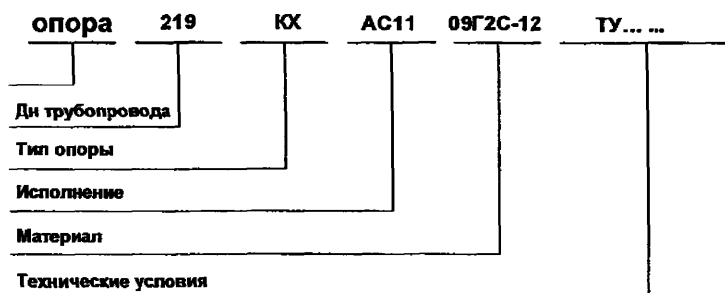 опора 219 КХ АС11 09Г2С-12 ТУ... ...
Дн трубопровода
Тип опоры
Исполнение
Материал
Технические условия